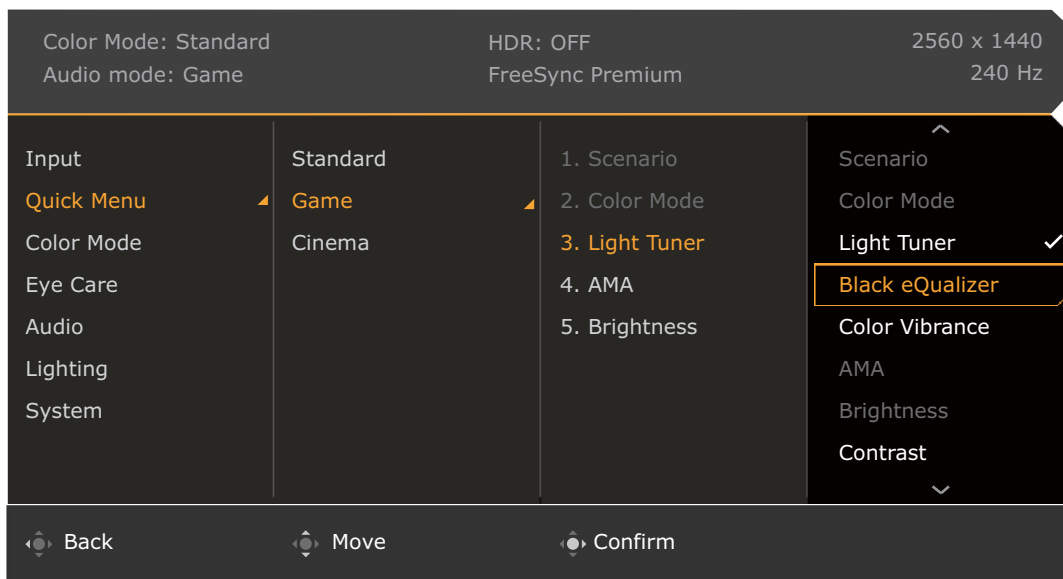 Color Mode: Standard
HDR: OFF
2560 x 1440
Audio mode: Game
FreeSync Premium
240 Hz
Input
Quick Menu
Color Mode
Eye Care
Audio
Lighting
System
Standard
Game
Cinema
1. Scenario
2. Color Mode
3. Light Tuner
4. AMA
5. Brightness
Scenario
Color Mode
Light Tuner
Black eQualizer
Color Vibrance
AMA
Brightness
Contrast
Back
Move
Confirm